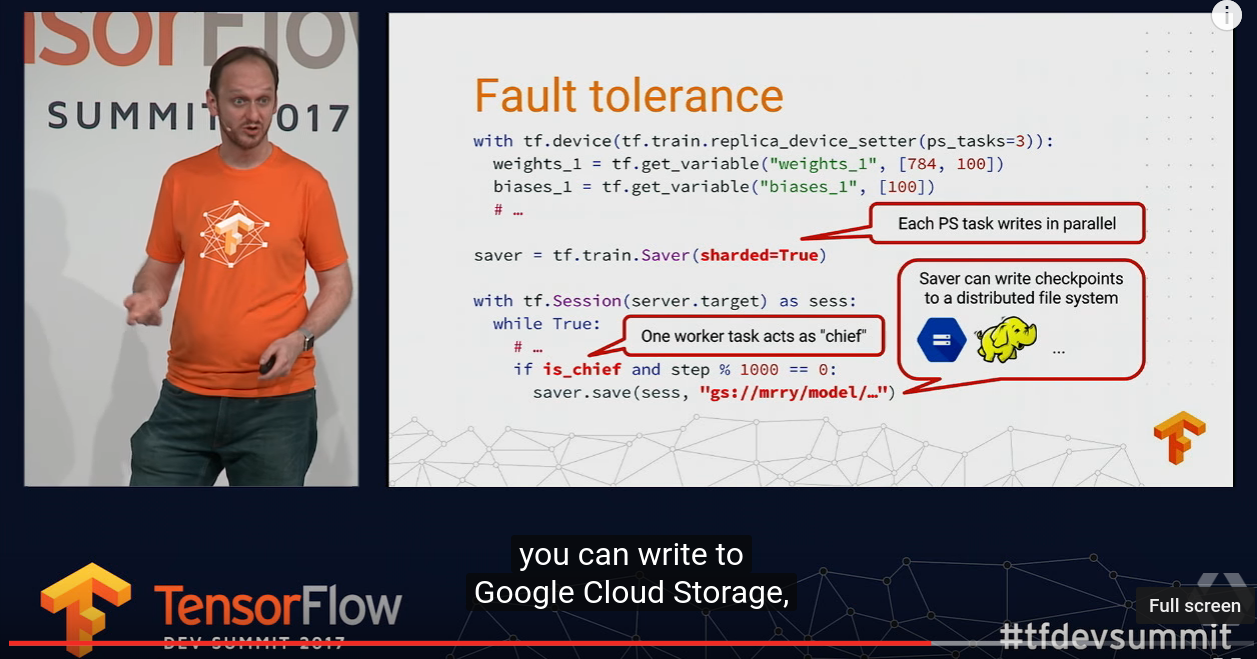 SUMMIT 2017
Fault tolerance
with tf.device(tf.train.replica_device_setter(ps_tasks=3)):
weights_1 = tf.get_variable("weights_1", [784, 100])
biases_1 = tf.get_variable("biases_1", [100])
# …
Each PS task writes in parallel
saver = tf.train.Saver(sharded=True)
Saver can write checkpoints
to a distributed file system
...
with tf.Session(server.target) as sess:
while True:
One worker task acts as "chief"
# …
if is_chief and step % 1000 == 0:
saver.save(sess, "gs://mrry/model/…")
you can write to
Google Cloud Storage,
TensorFlow
DEV SUMMIT 2017
Full screen
#tfdevsummit